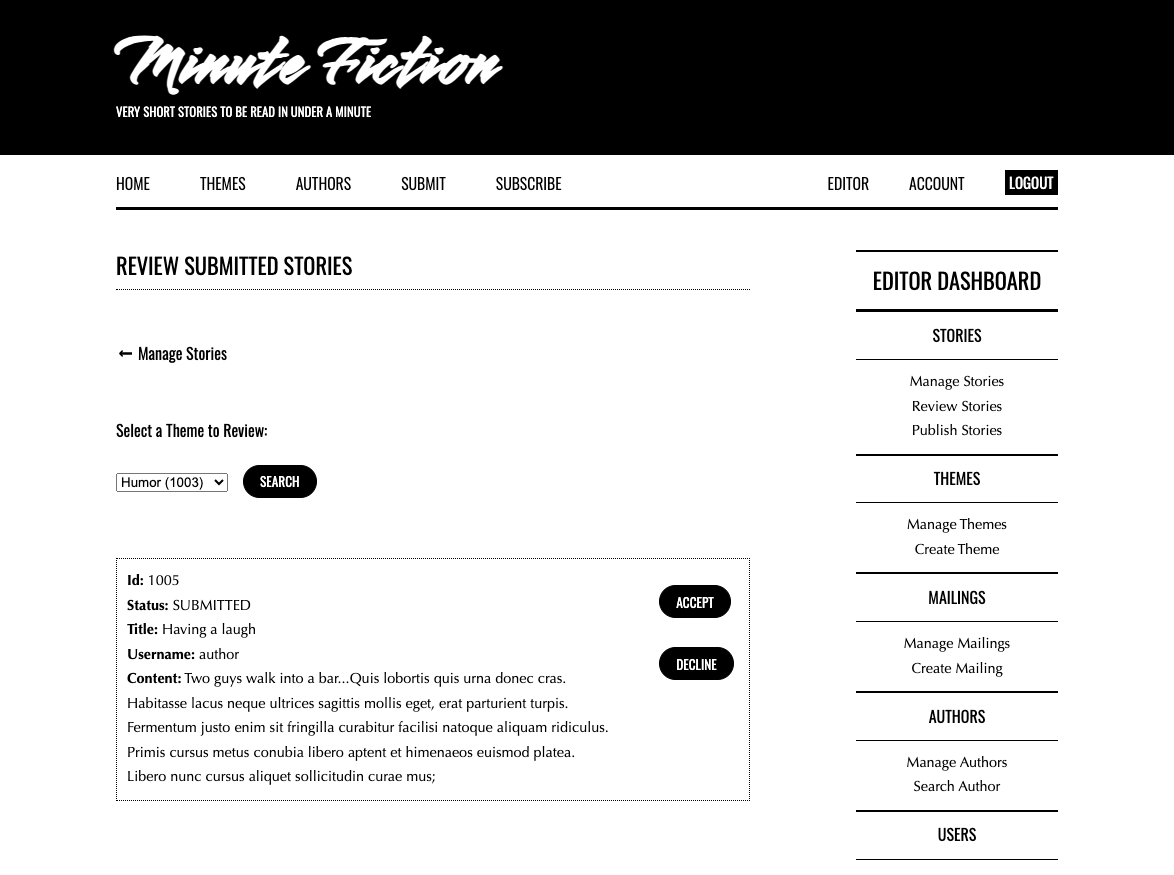 Minute Fiction
VERY SHORT STORIES TO BE READ IN UNDER A MINUTE
HOME THEMES AUTHORS SUBMIT SUBSCRIBE EDITOR ACCOUNT LOGOUT
REVIEW SUBMITTED STORIES
← Manage Stories
Select a Theme to Review:
Humor (1003) SEARCH
Id: 1005
Status: SUBMITTED
Title: Having a laugh
Username: author
Content: Two guys walk into a bar...Quis lobortis quis urna donec cras.
Habitasse lacus neque ultrices sagittis mollis eget, erat parturient turpis.
Fermentum justo enim sit fringilla curabitur facilisi natoque aliquam ridiculus.
Primis cursus metus conubia libero aptent et himenaeos euismod platea.
Libero nunc cursus aliquet sollicitudin curae mus;
ACCEPT
DECLINE
EDITOR DASHBOARD
STORIES
Manage Stories
Review Stories
Publish Stories
THEMES
Manage Themes
Create Theme
MAILINGS
Manage Mailings
Create Mailing
AUTHORS
Manage Authors
Search Author
USERS